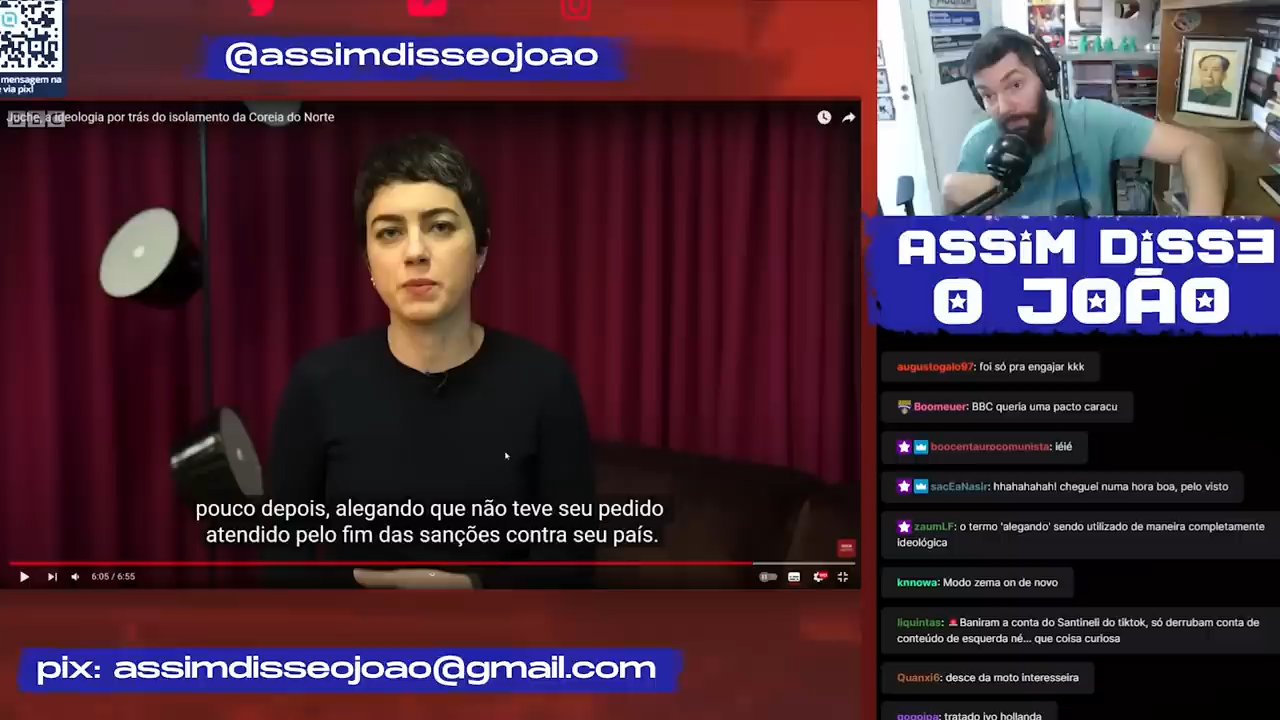 mensagem na
via pix!
@assimdisseojoao
Juche, a ideologia por trás do isolamento da Coreia do Norte
pouco depois, alegando que não teve seu pedido
atendido pelo fim das sanções contra seu país.
6:05 / 6:55
pix: assimdisseojoao@gmail.com
ASSIM DISSE
O JOÃO
augustogalo97: foi só pra engajar kkk
Boomeuer: BBC queria uma pacto caracu
boocentaurocomunista: iéié
sacEaNasir: hhahahahah! cheguei numa hora boa, pelo visto
zaumLF: o termo 'alegando' sendo utilizado de maneira completamente
ideológica
knnowa: Modo zema on de novo
liquintas: 🚨Baniram a conta do Santineli do tiktok, só derrubam conta de
conteúdo de esquerda né... que coisa curiosa
Quanxi6: desce da moto interesseira
tratado ivo hollanda